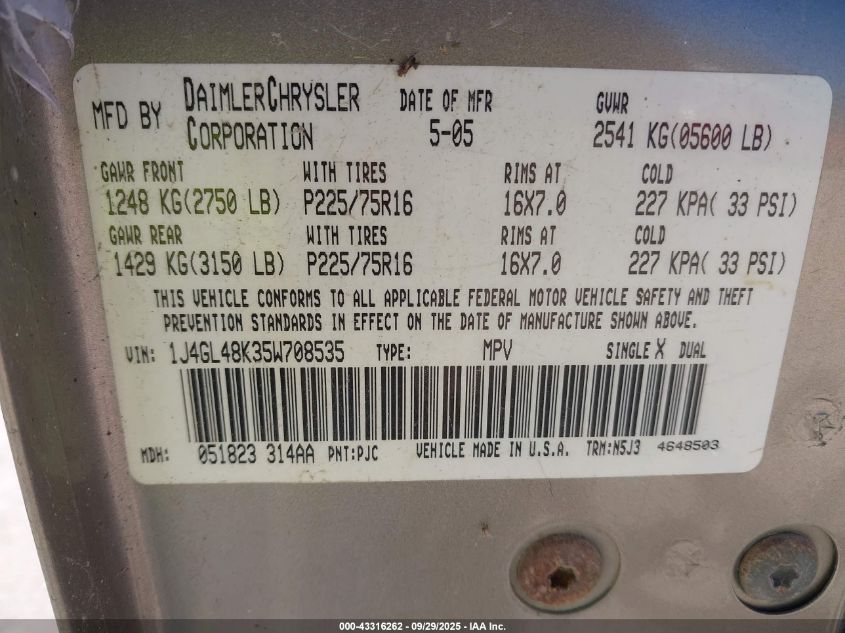 MFD BY DAIMLERCHRYSLER CORPORATION DATE OF MFR 5-05 GVWR 2541 KG(05600 LB)
GAWR FRONT WITH TIRES RIMS AT COLD
1248 KG(2750 LB) P225/75R16 16X7.0 227 KPA( 33 PSI)
GAWR REAR WITH TIRES RIMS AT COLD
1429 KG(3150 LB) P225/75R16 16X7.0 227 KPA( 33 PSI)
THIS VEHICLE CONFORMS TO ALL APPLICABLE FEDERAL MOTOR VEHICLE SAFETY AND THEFT
PREVENTION STANDARDS IN EFFECT ON THE DATE OF MANUFACTURE SHOWN ABOVE.
VIN: 1J4GL48K35W708535 TYPE: MPV SINGLE X DUAL
MDH: 051823 314AA PNT:PJC VEHICLE MADE IN U.S.A. TRM:N5J3 4648503
000-43316262 - 09/29/2025 - IAA Inc.